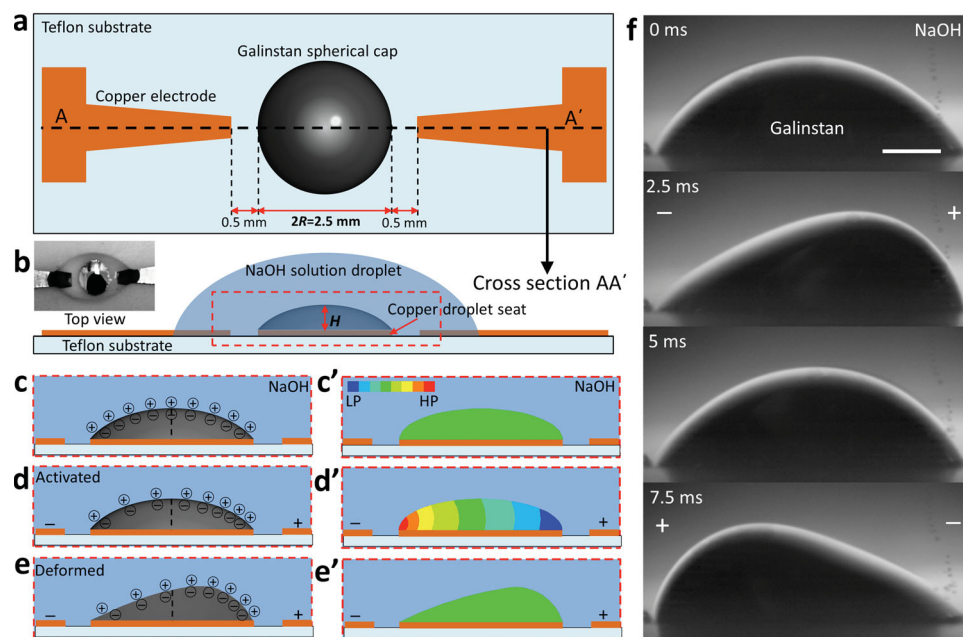 a
Teflon substrate
Galinstan spherical cap
Copper electrode
A
A′
0.5 mm
2R=2.5 mm
0.5 mm
b
Top view
NaOH solution droplet
Cross section AA′
H
Copper droplet seat
Teflon substrate
c
NaOH
+ + + + + + + + +
− − − − − − − − −
c′
LP
HP
NaOH
d
Activated
− +
d′
− +
e
Deformed
− +
e′
− +
f
0 ms
NaOH
Galinstan
2.5 ms
− +
5 ms
7.5 ms
+ −